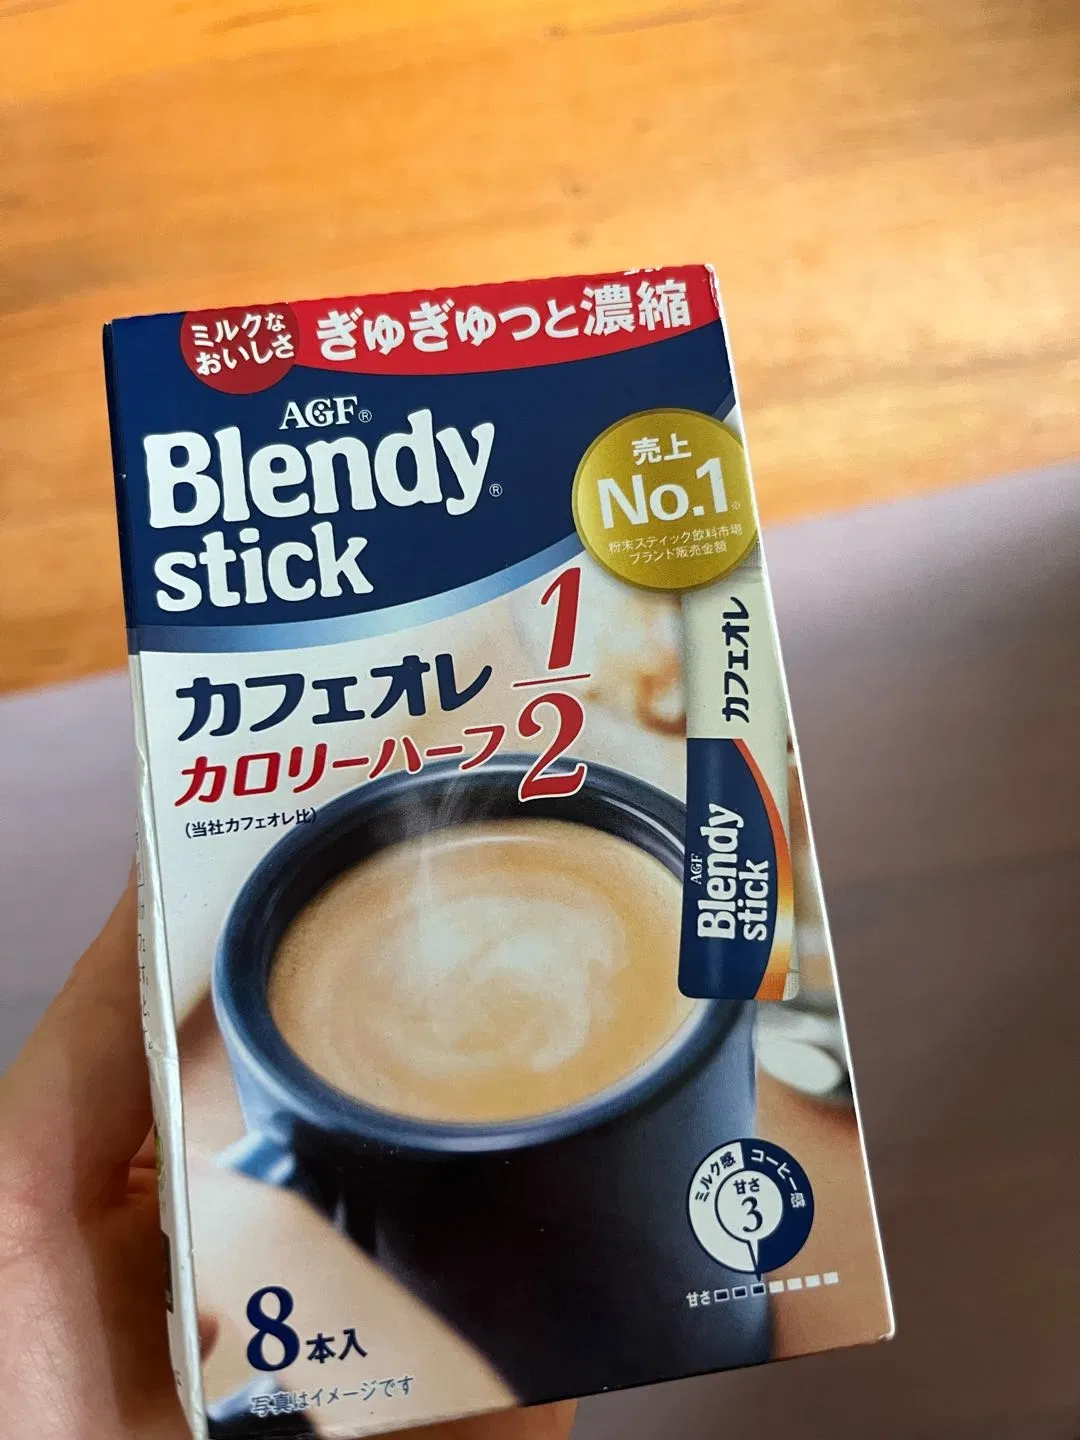 ミルクな
おいしさ
ぎゅぎゅっと濃縮
AGF®
Blendy®
stick
売上
No.1※
粉末スティック飲料市場
ブランド販売金額
カフェオレ
カロリーハーフ
1/2
(当社カフェオレ比)
カフェオレ
AGF
Blendy
stick
ミルク感
コーヒー感
甘さ
3
甘さ
8本入
写真はイメージです